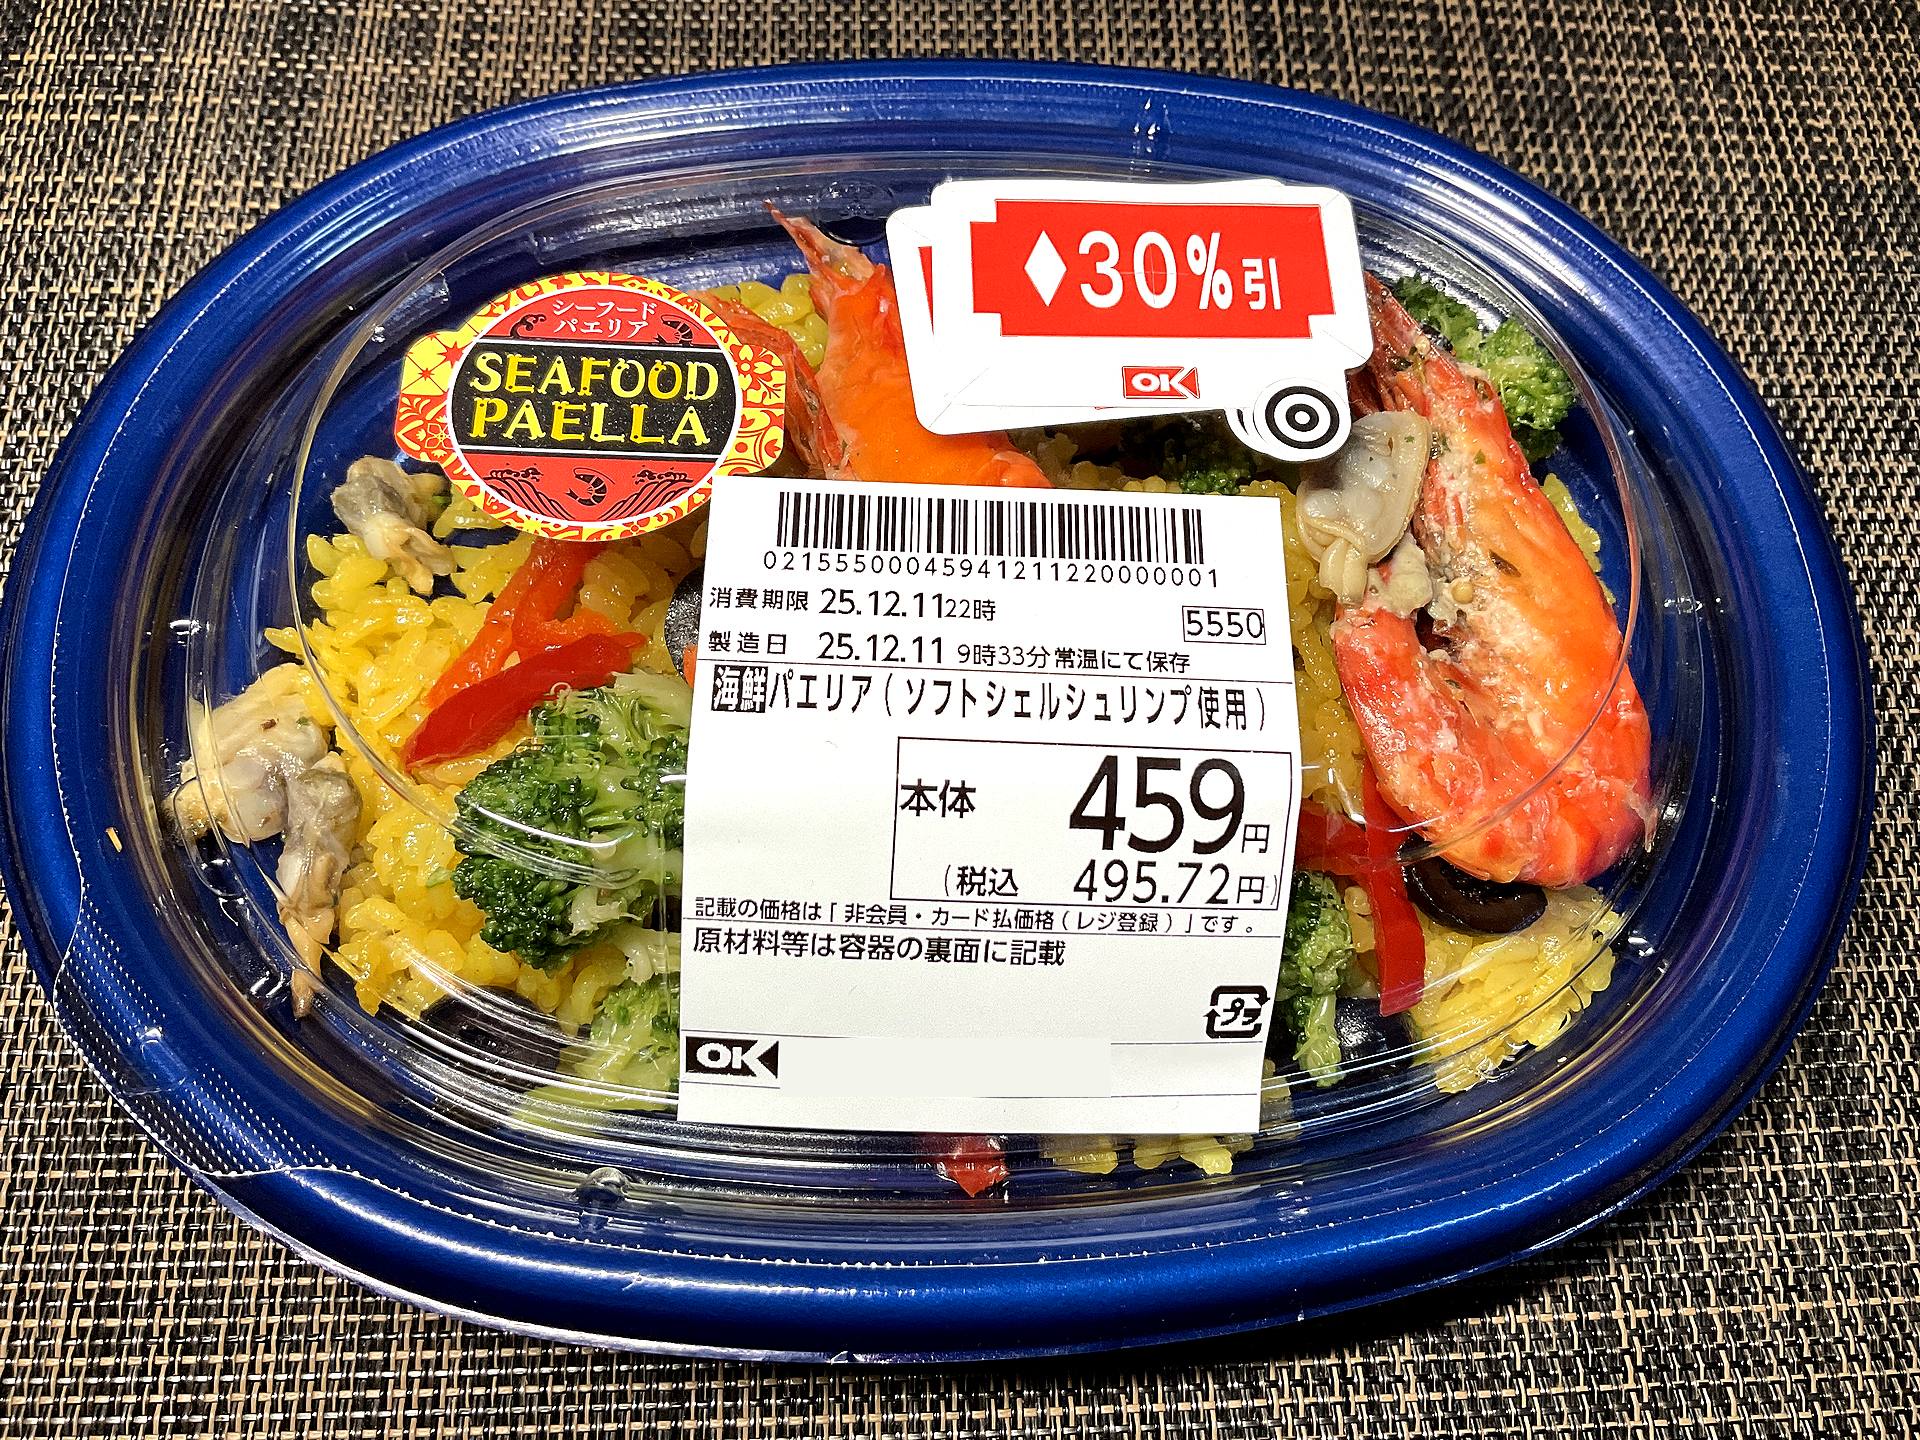 ♦30%引
OK
シーフード
パエリア
SEAFOOD
PAELLA
02155500045941211220000001
消費期限 25.12.11 22時
5550
製造日 25.12.11 9時33分 常温にて保存
海鮮パエリア(ソフトシェルシュリンプ使用)
本体 459円
(税込 495.72円)
記載の価格は「非会員・カード払価格(レジ登録)」です。
原材料等は容器の裏面に記載
プラ
OK